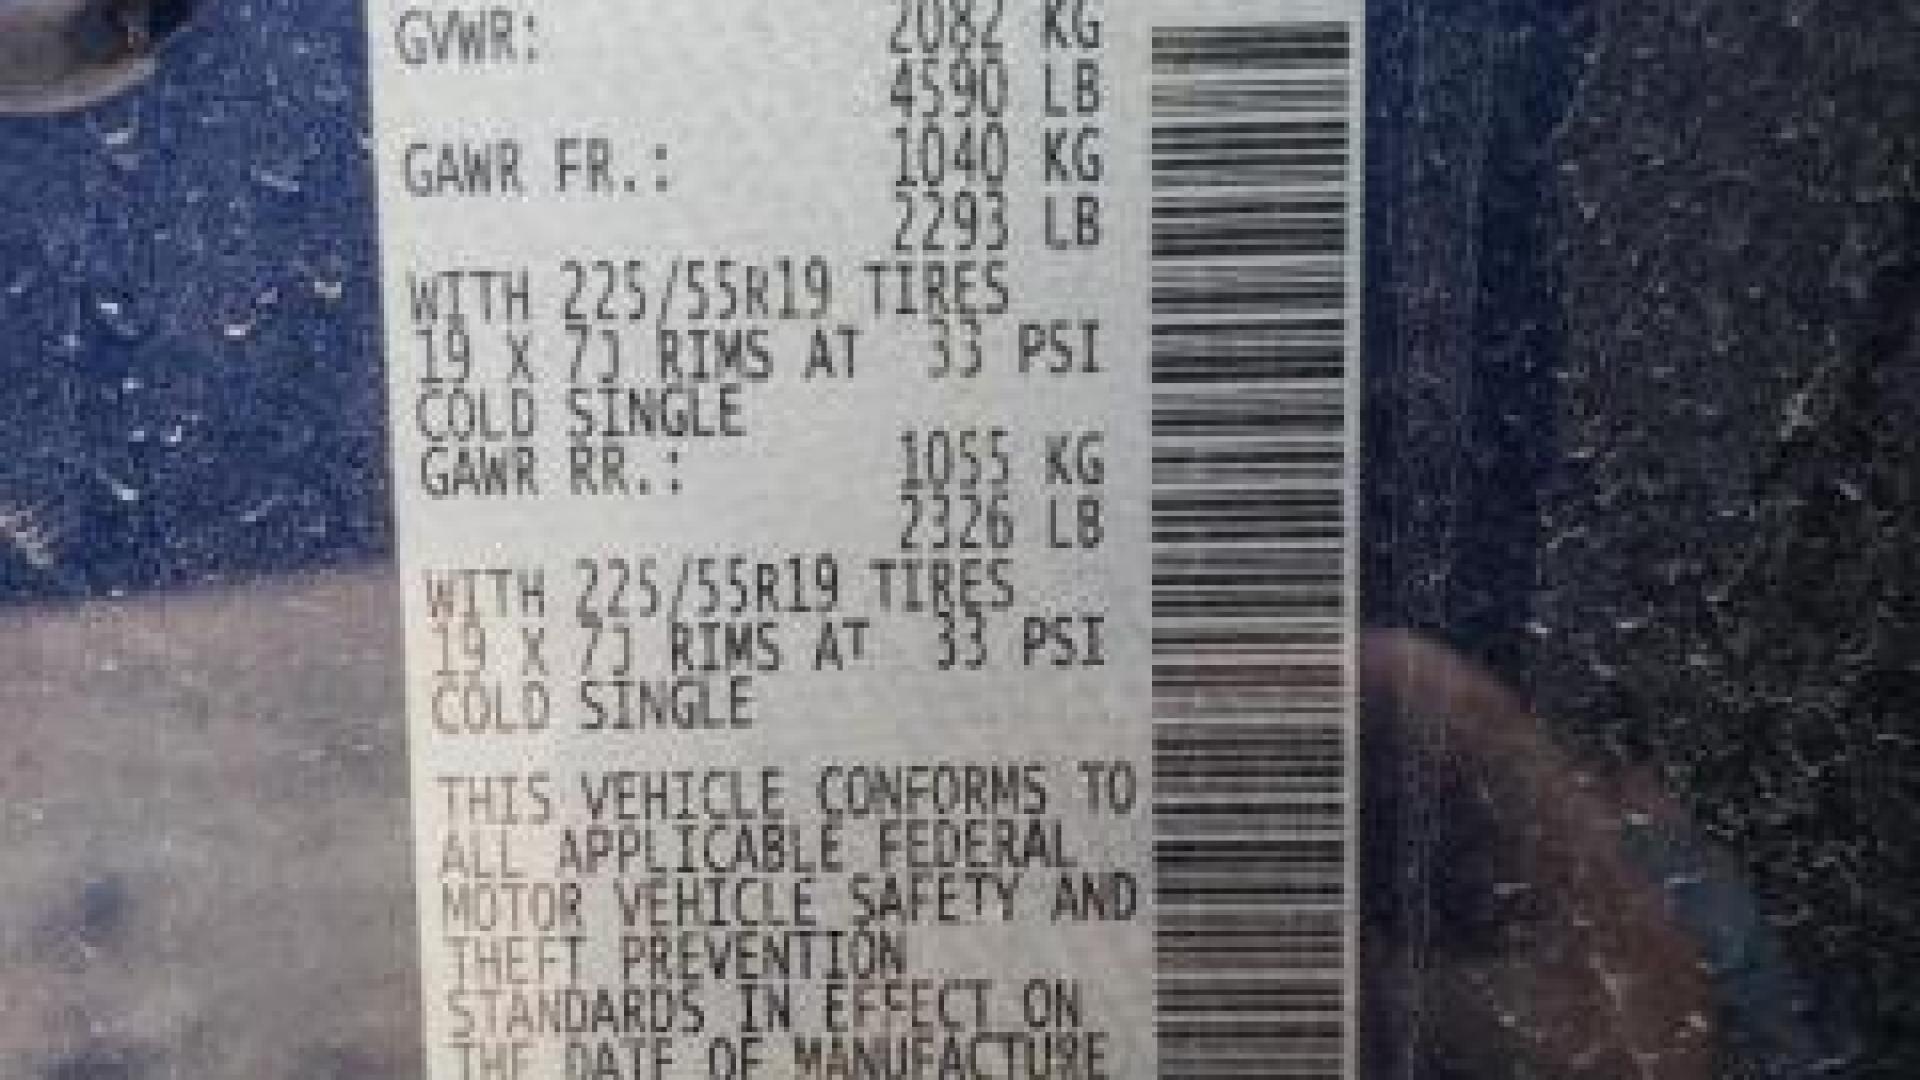 GVWR: 2082 KG
4590 LB
GAWR FR.: 1040 KG
2293 LB
WITH 225/55R19 TIRES
19 X 7J RIMS AT 33 PSI
COLD SINGLE
GAWR RR.: 1055 KG
2326 LB
WITH 225/55R19 TIRES
19 X 7J RIMS AT 33 PSI
COLD SINGLE
THIS VEHICLE CONFORMS TO
ALL APPLICABLE FEDERAL
MOTOR VEHICLE SAFETY AND
THEFT PREVENTION
STANDARDS IN EFFECT ON
THE DATE OF MANUFACTURE